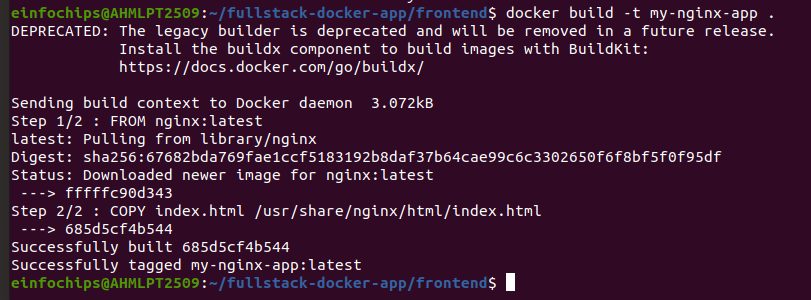 einfochips@AHMLPT2509:~/fullstack-docker-app/frontend$ docker build -t my-nginx-app .
DEPRECATED: The legacy builder is deprecated and will be removed in a future release.
            Install the buildx component to build images with BuildKit:
            https://docs.docker.com/go/buildx/

Sending build context to Docker daemon  3.072kB
Step 1/2 : FROM nginx:latest
latest: Pulling from library/nginx
Digest: sha256:67682bda769fae1ccf5183192b8daf37b64cae99c6c3302650f6f8bf5f0f95df
Status: Downloaded newer image for nginx:latest
 ---> fffffc90d343
Step 2/2 : COPY index.html /usr/share/nginx/html/index.html
 ---> 685d5cf4b544
Successfully built 685d5cf4b544
Successfully tagged my-nginx-app:latest
einfochips@AHMLPT2509:~/fullstack-docker-app/frontend$